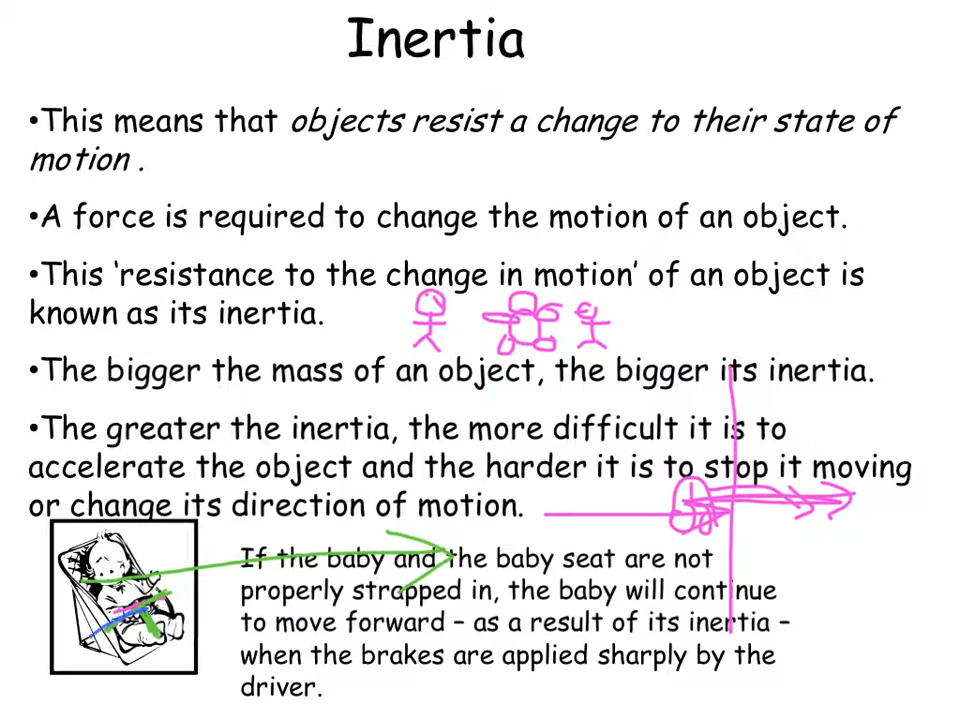 Inertia
•This means that objects resist a change to their state of
motion .
•A force is required to change the motion of an object.
•This ‘resistance to the change in motion’ of an object is
known as its inertia.
•The bigger the mass of an object, the bigger its inertia.
•The greater the inertia, the more difficult it is to
accelerate the object and the harder it is to stop it moving
or change its direction of motion.
If the baby and the baby seat are not
properly strapped in, the baby will continue
to move forward – as a result of its inertia –
when the brakes are applied sharply by the
driver.